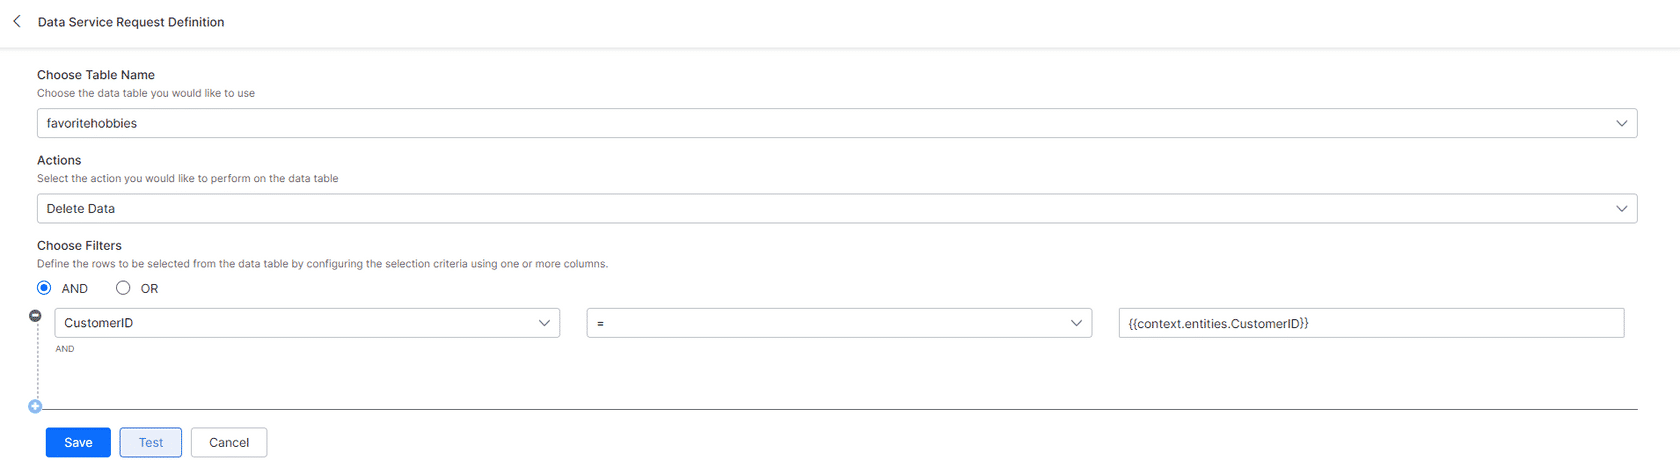 Data Service Request Definition
Choose Table Name
Choose the data table you would like to use
favoritehobbies
Actions
Select the action you would like to perform on the data table
Delete Data
Choose Filters
Define the rows to be selected from the data table by configuring the selection criteria using one or more columns.
AND OR
CustomerID = {{context.entities.CustomerID}}
AND
Save Test Cancel